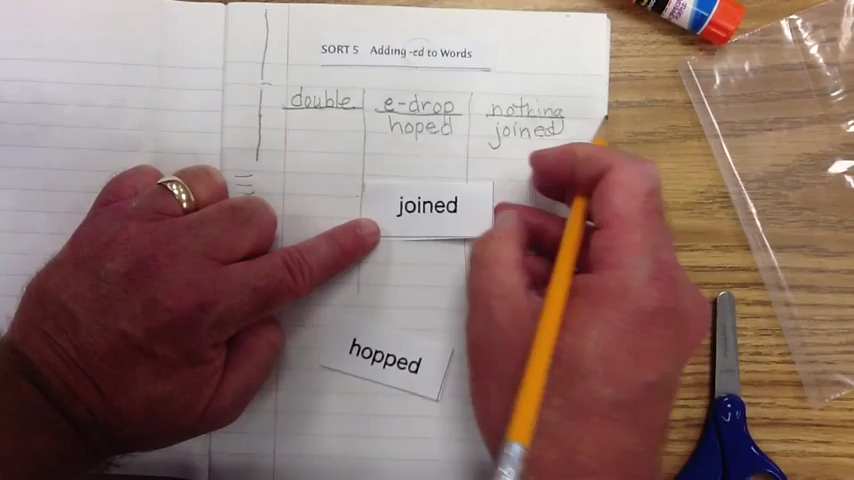 SORT 5 Adding -ed to Words
double e-drop nothing
hoped joined
joined
hopped